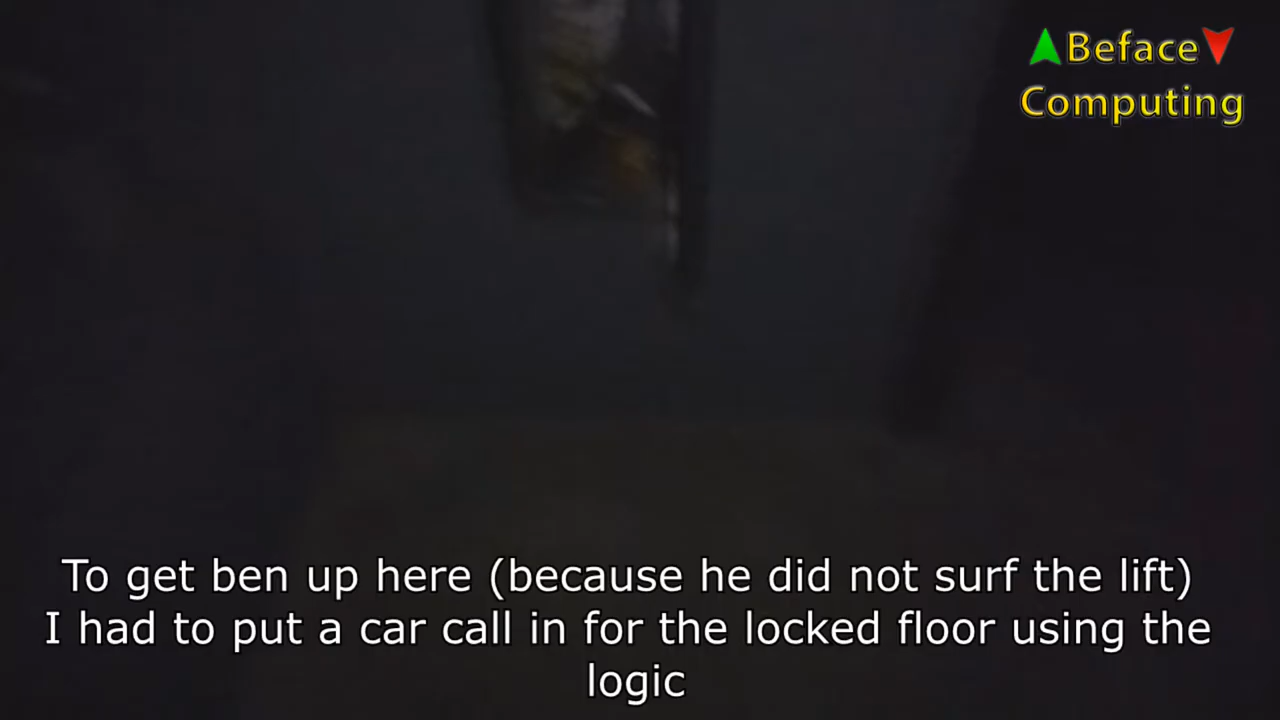 Beface
Computing
To get ben up here (because he did not surf the lift)
I had to put a car call in for the locked floor using the
logic